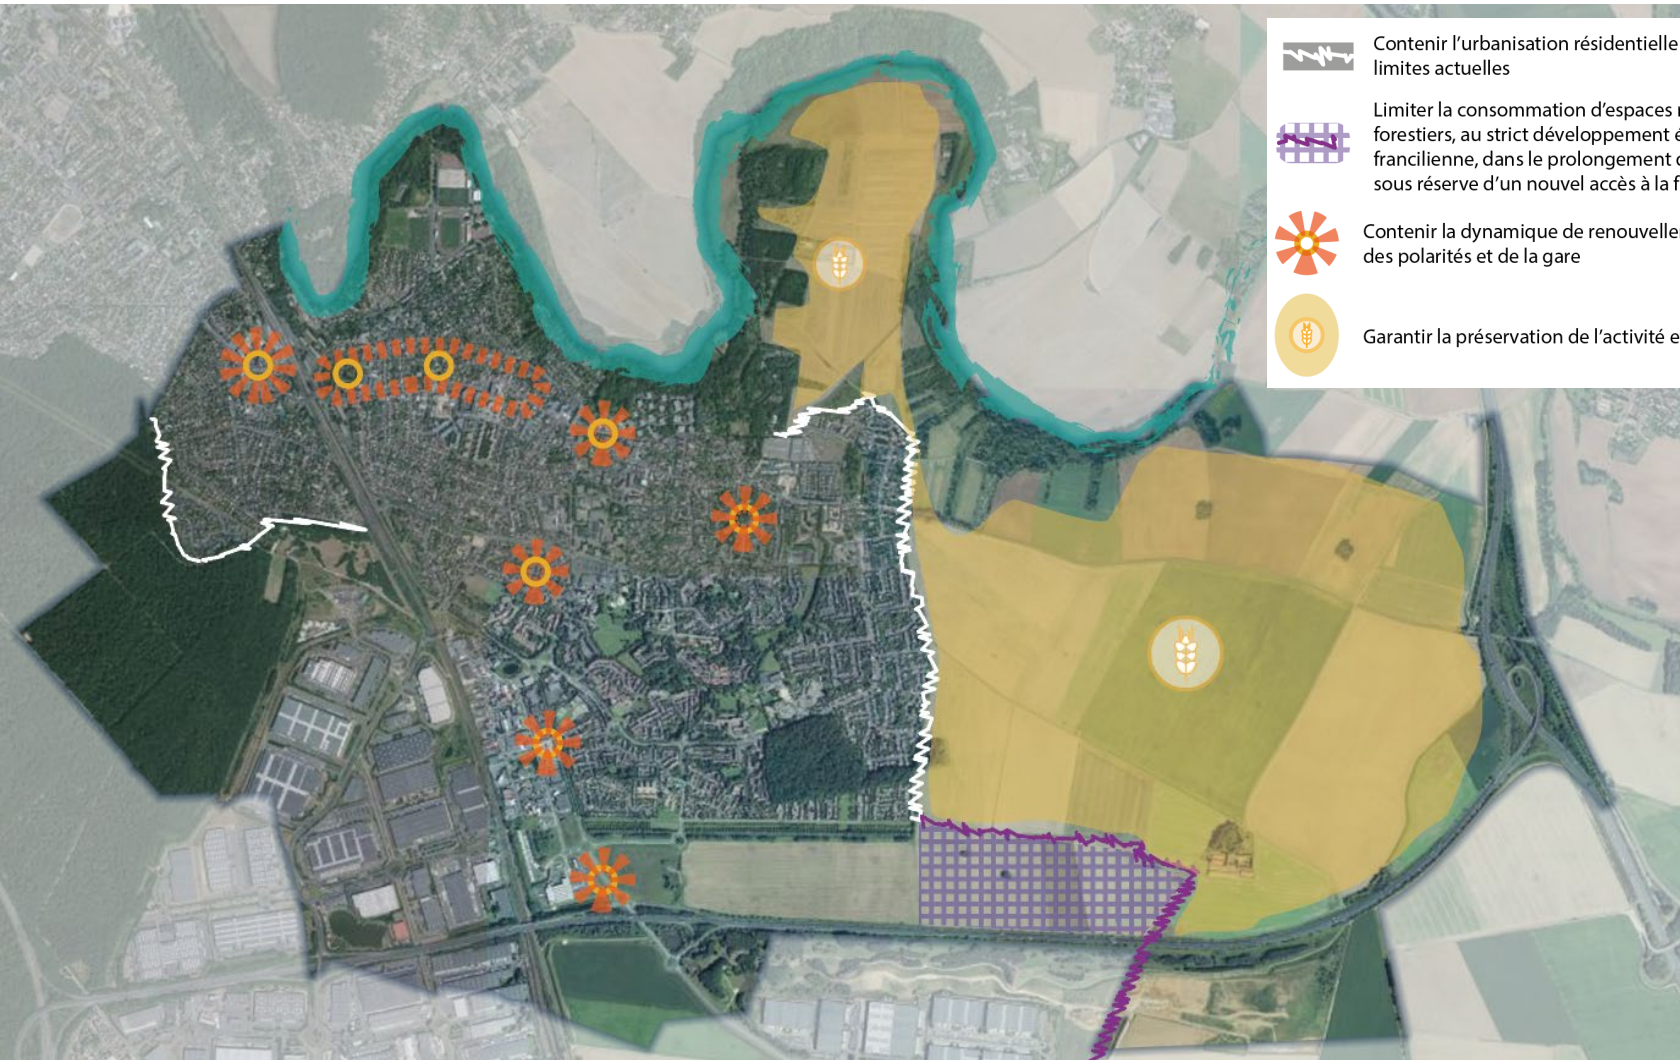 Contenir l'urbanisation résidentielle
limites actuelles
Limiter la consommation d'espaces
forestiers, au strict développement
francilienne, dans le prolongement
sous réserve d'un nouvel accès à la
Contenir la dynamique de
des polarités et de la gare
Garantir la préservation de l'activité